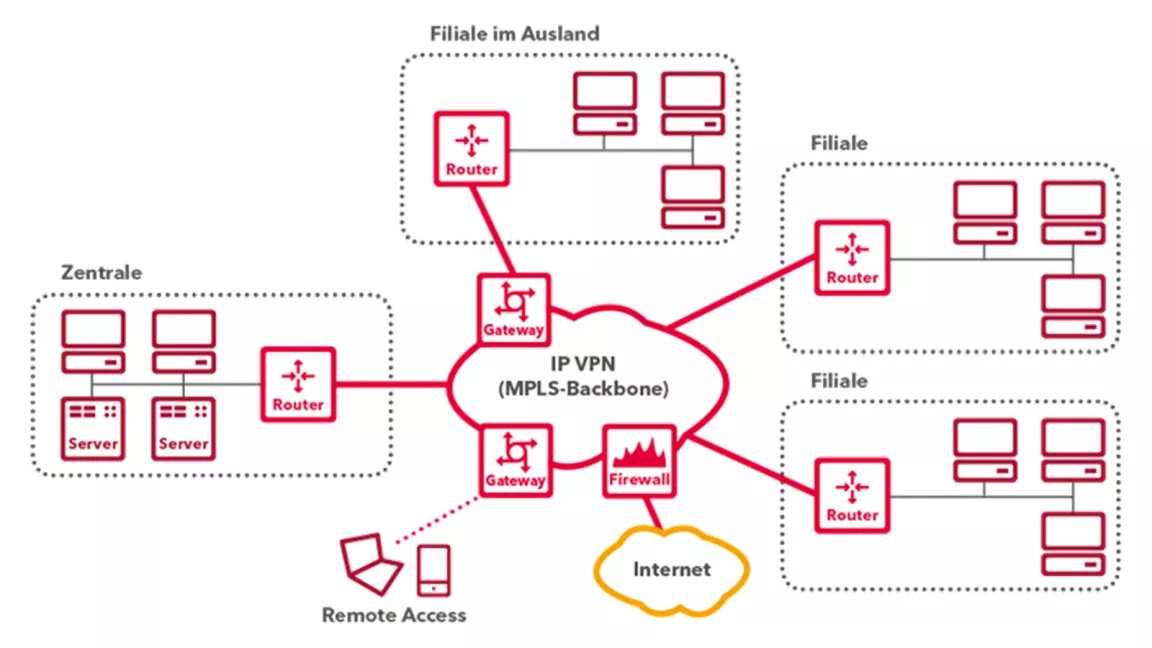 Filiale im Ausland
Router
Filiale
Router
Zentrale
Router
Server
Server
Gateway
IP VPN
(MPLS-Backbone)
Filiale
Router
Gateway
Firewall
Internet
Remote Access